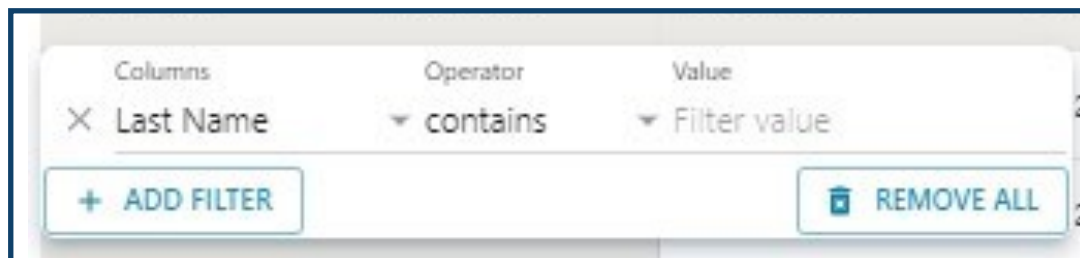 Columns Operator Value
Last Name contains Filter value
+ ADD FILTER REMOVE ALL